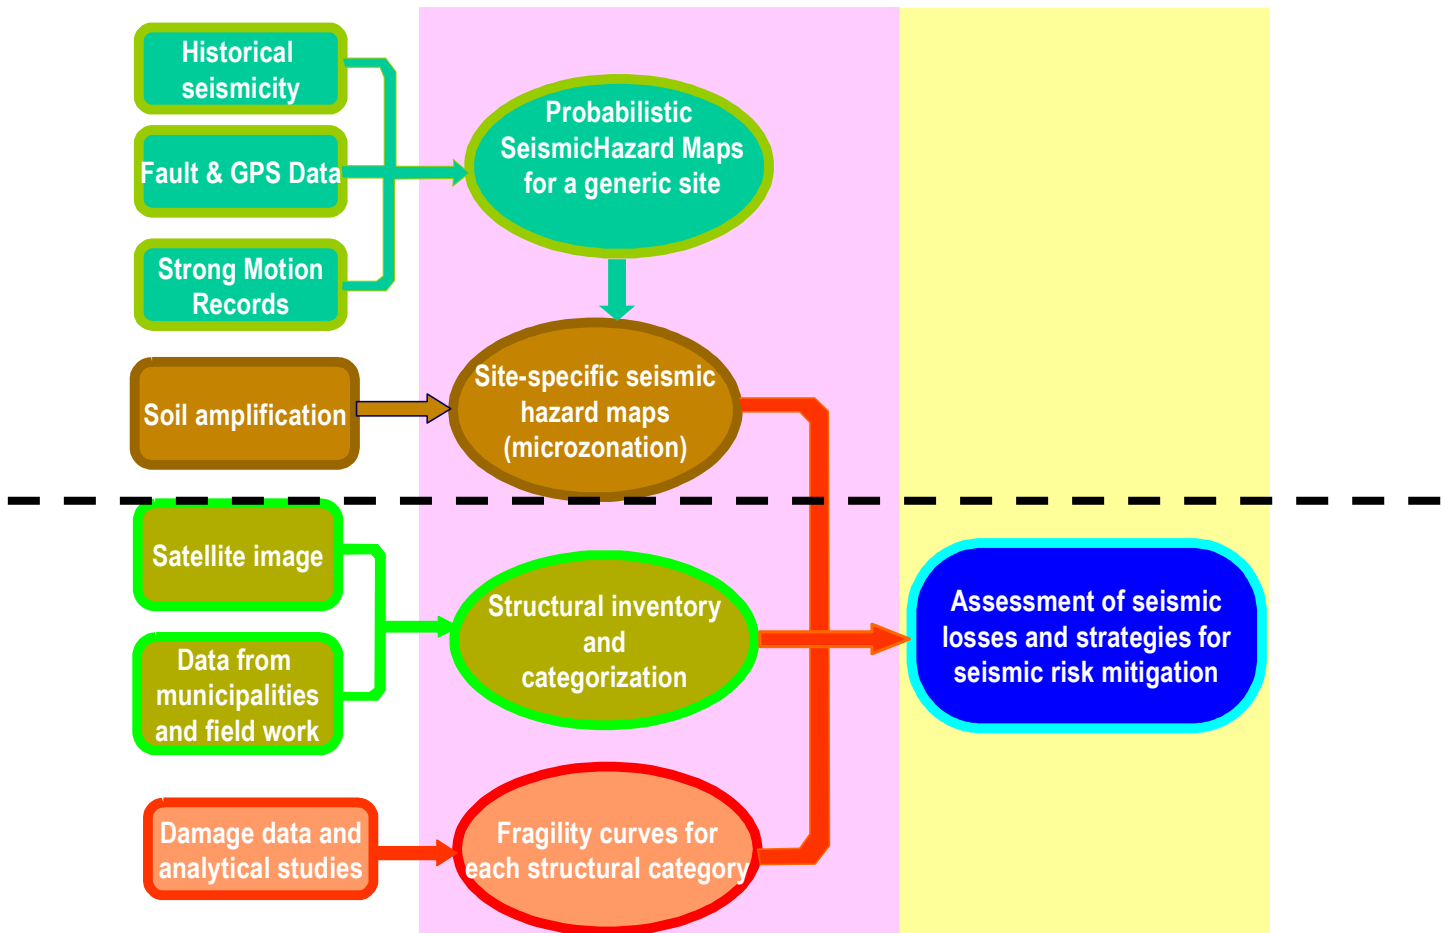 Historical
seismicity
Fault & GPS Data
Strong Motion
Records
Probabilistic
SeismicHazard Maps
for a generic site
Soil amplification
Site-specific seismic
hazard maps
(microzonation)
Satellite image
Data from
municipalities
and field work
Structural inventory
and
categorization
Assessment of seismic
losses and strategies for
seismic risk mitigation
Damage data and
analytical studies
Fragility curves for
each structural category